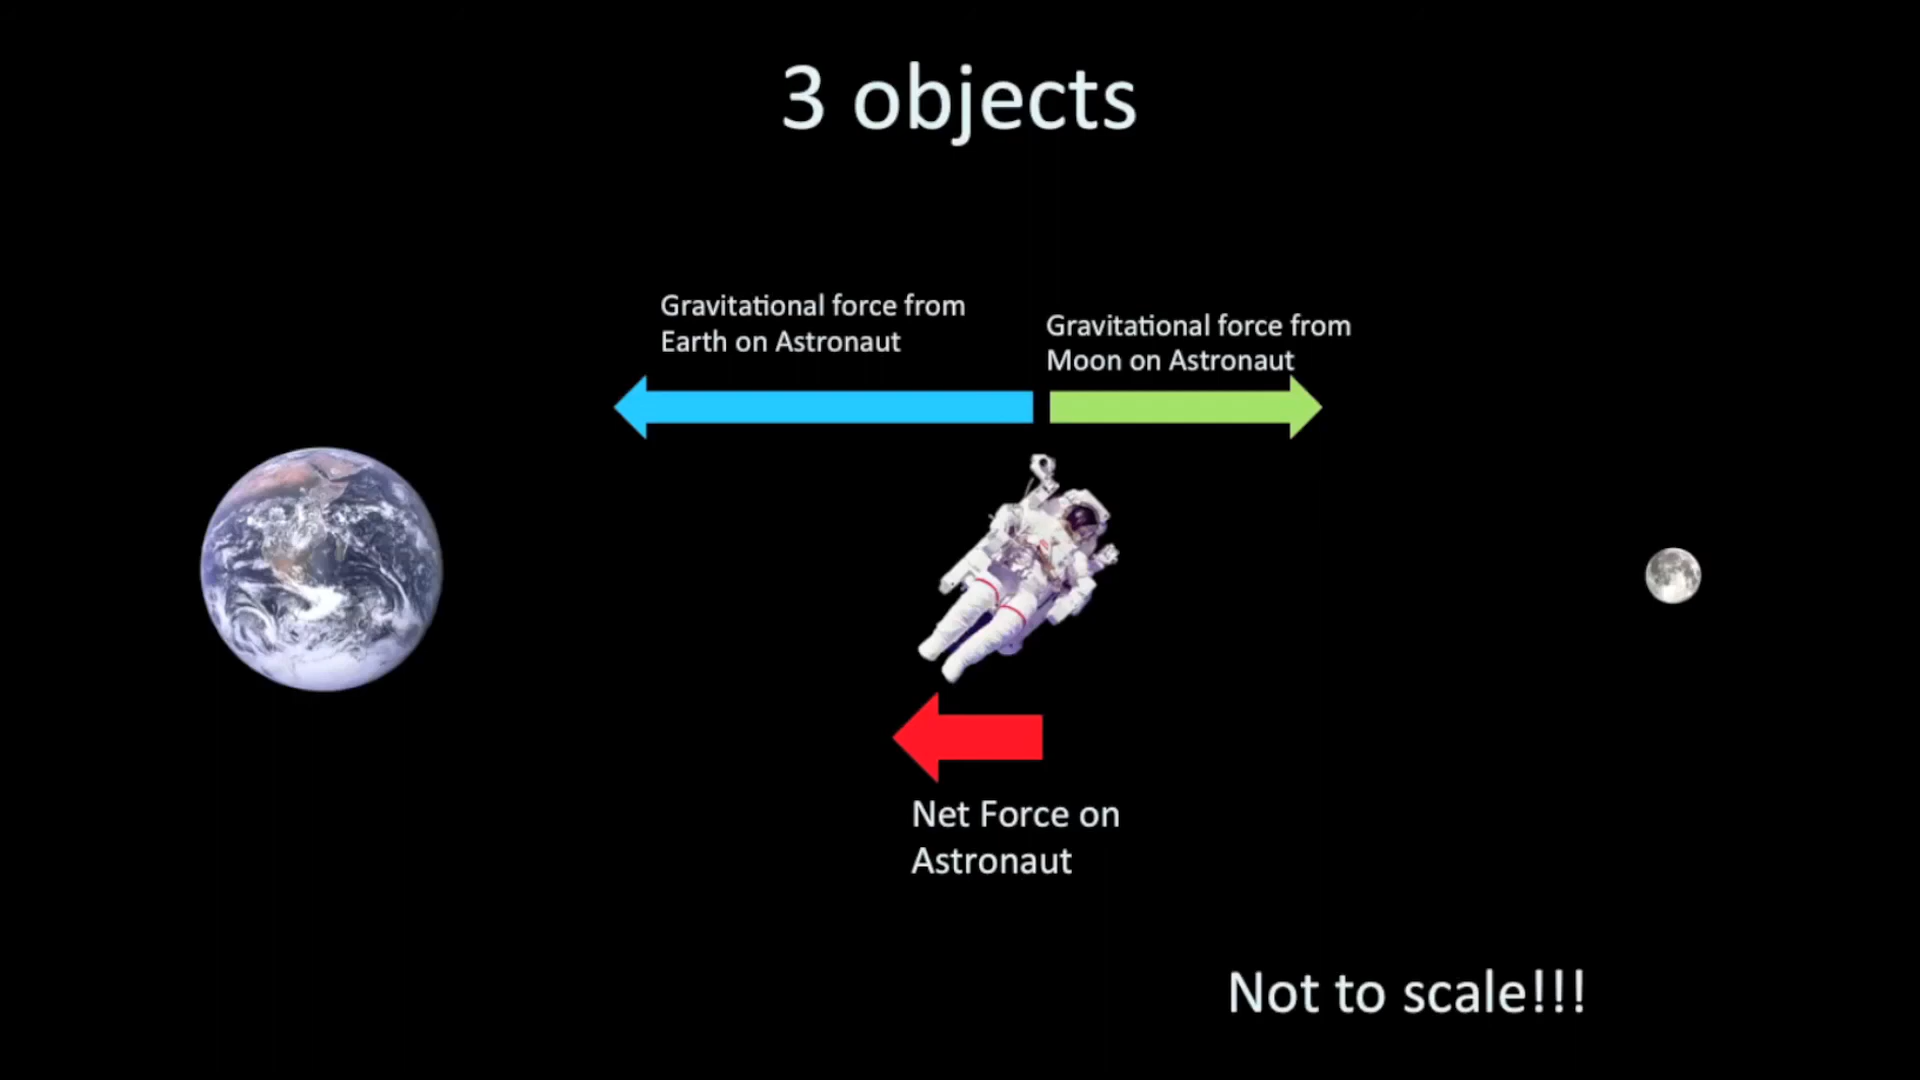 3 objects
Gravitational force from
Earth on Astronaut
Gravitational force from
Moon on Astronaut
Net Force on
Astronaut
Not to scale!!!